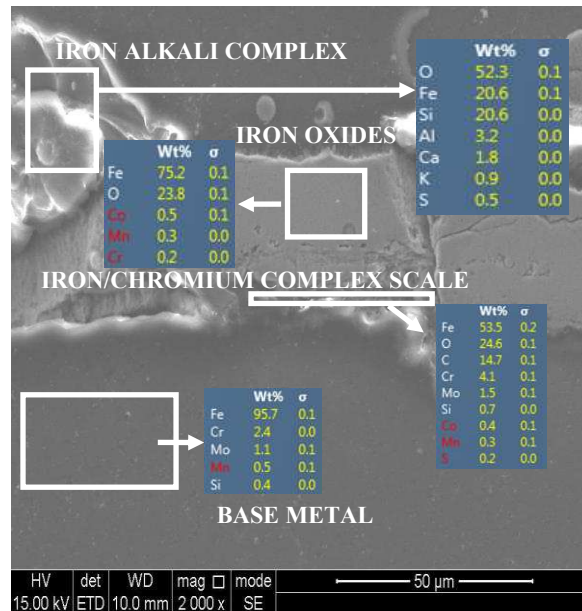 IRON ALKALI COMPLEX
Wt% σ
O 52.3 0.1
Fe 20.6 0.1
Si 20.6 0.0
Al 3.2 0.0
Ca 1.8 0.0
K 0.9 0.0
S 0.5 0.0
IRON OXIDES
Wt% σ
Fe 75.2 0.1
O 23.8 0.1
Co 0.5 0.1
Mn 0.3 0.0
Cr 0.2 0.0
IRON/CHROMIUM COMPLEX SCALE
Wt% σ
Fe 53.5 0.2
O 24.6 0.1
C 14.7 0.1
Cr 4.1 0.1
Mo 1.5 0.1
Si 0.7 0.0
Co 0.4 0.1
Mn 0.3 0.1
S 0.2 0.0
Wt% σ
Fe 95.7 0.1
Cr 2.4 0.0
Mo 1.1 0.1
Mn 0.5 0.1
Si 0.4 0.0
BASE METAL
HV det WD mag □ mode
15.00 kV ETD 10.0 mm 2 000 x SE
50 µm